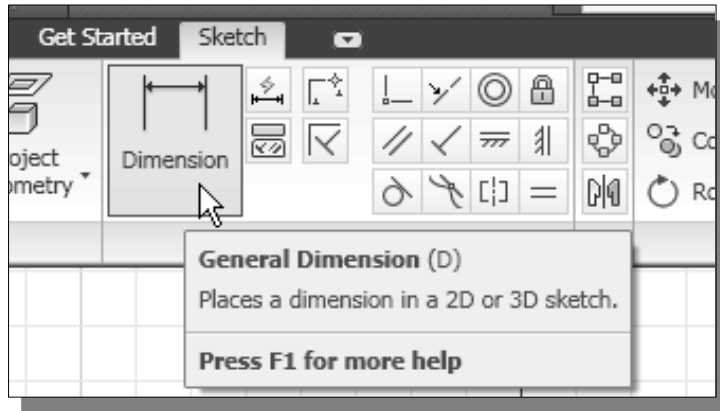 Get Started Sketch
Mo
Dimension
oject
ometry
Co
Ro
General Dimension (D)
Places a dimension in a 2D or 3D sketch.
Press F1 for more help